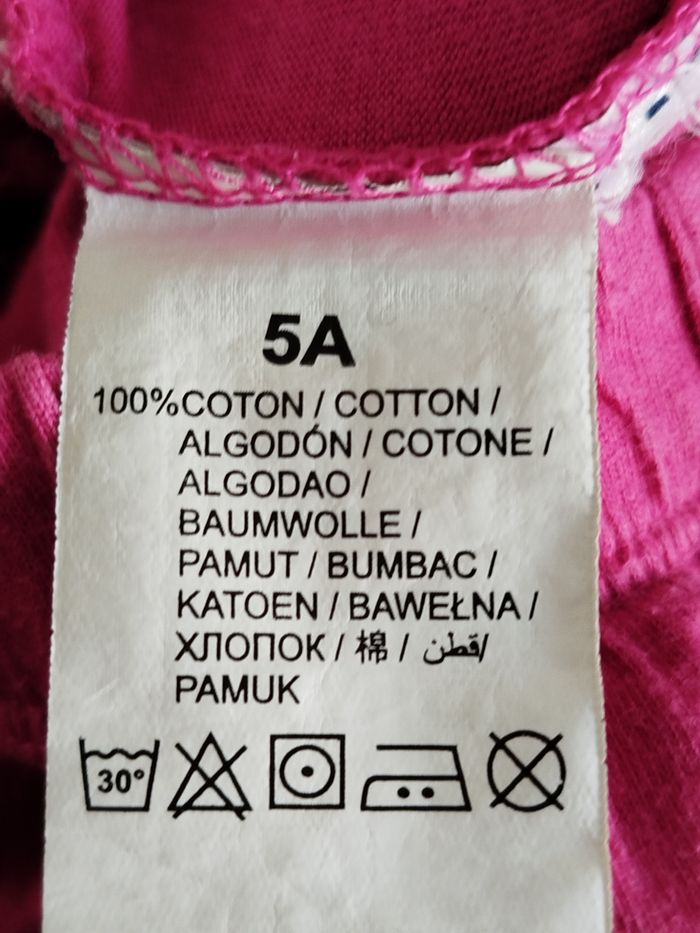 5A
100%COTON / COTTON /
ALGODÓN / COTONE /
ALGODAO /
BAUMWOLLE /
PAMUT / BUMBAC /
KATOEN / BAWEŁNA /
ХЛОПОК / 棉 / قطن/
PAMUK
30°